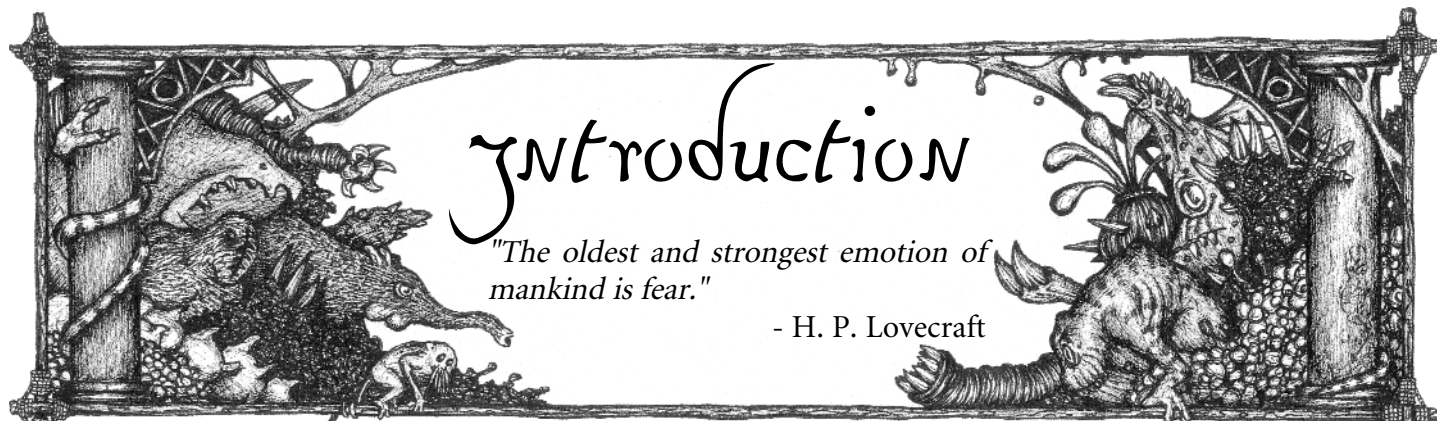 Introduction
"The oldest and strongest emotion of
mankind is fear."
- H. P. Lovecraft